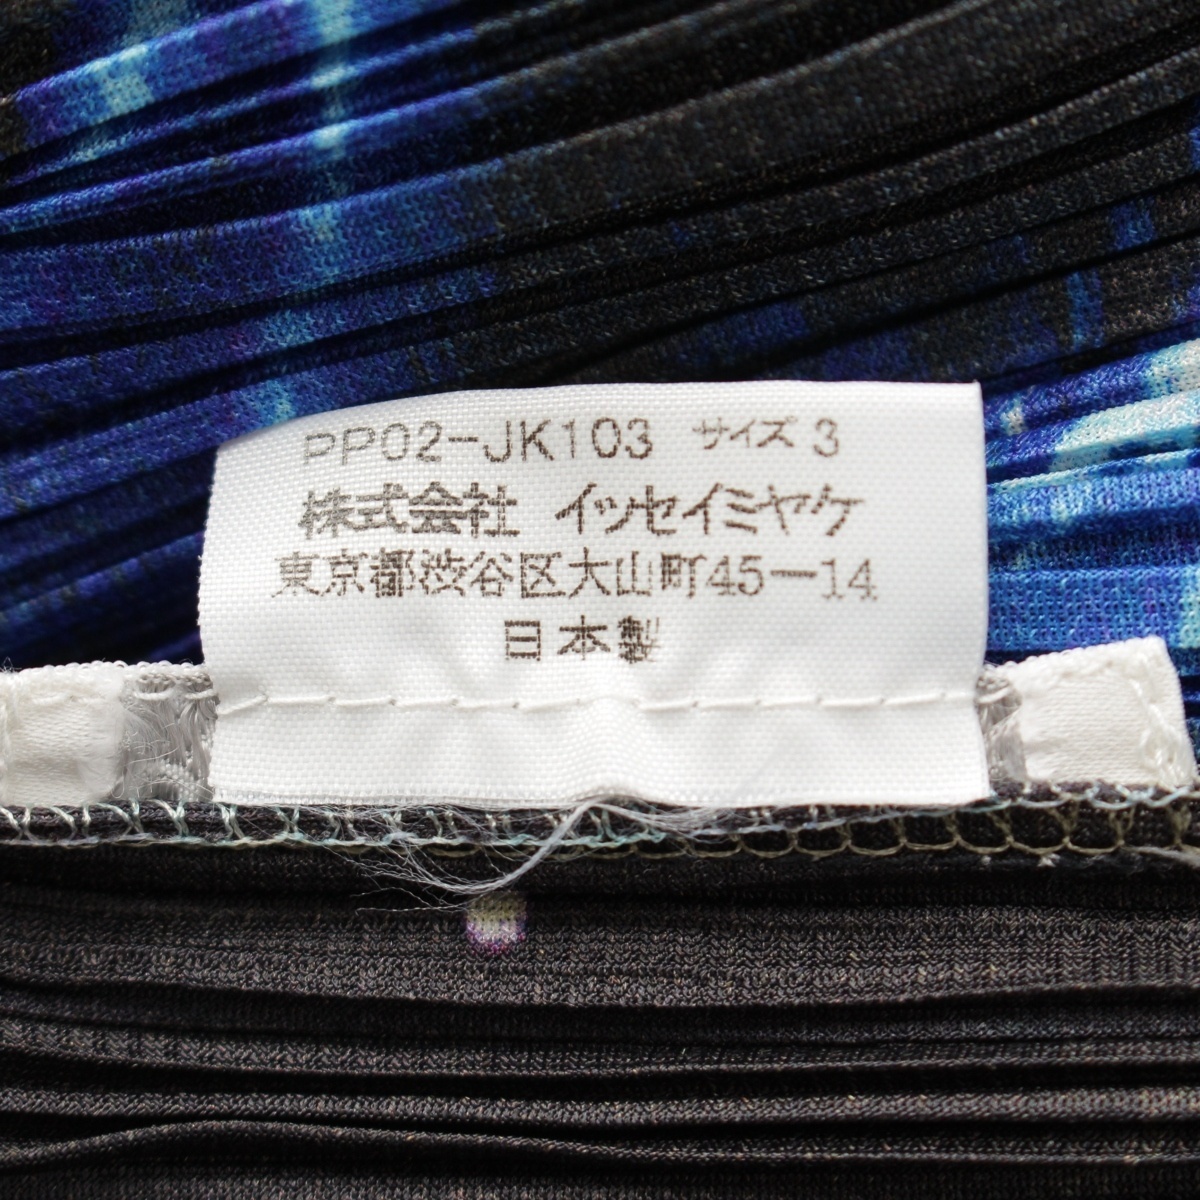 PP02-JK103 サイズ 3
株式会社 イッセイミヤケ
東京都渋谷区大山町45ー14
日本製